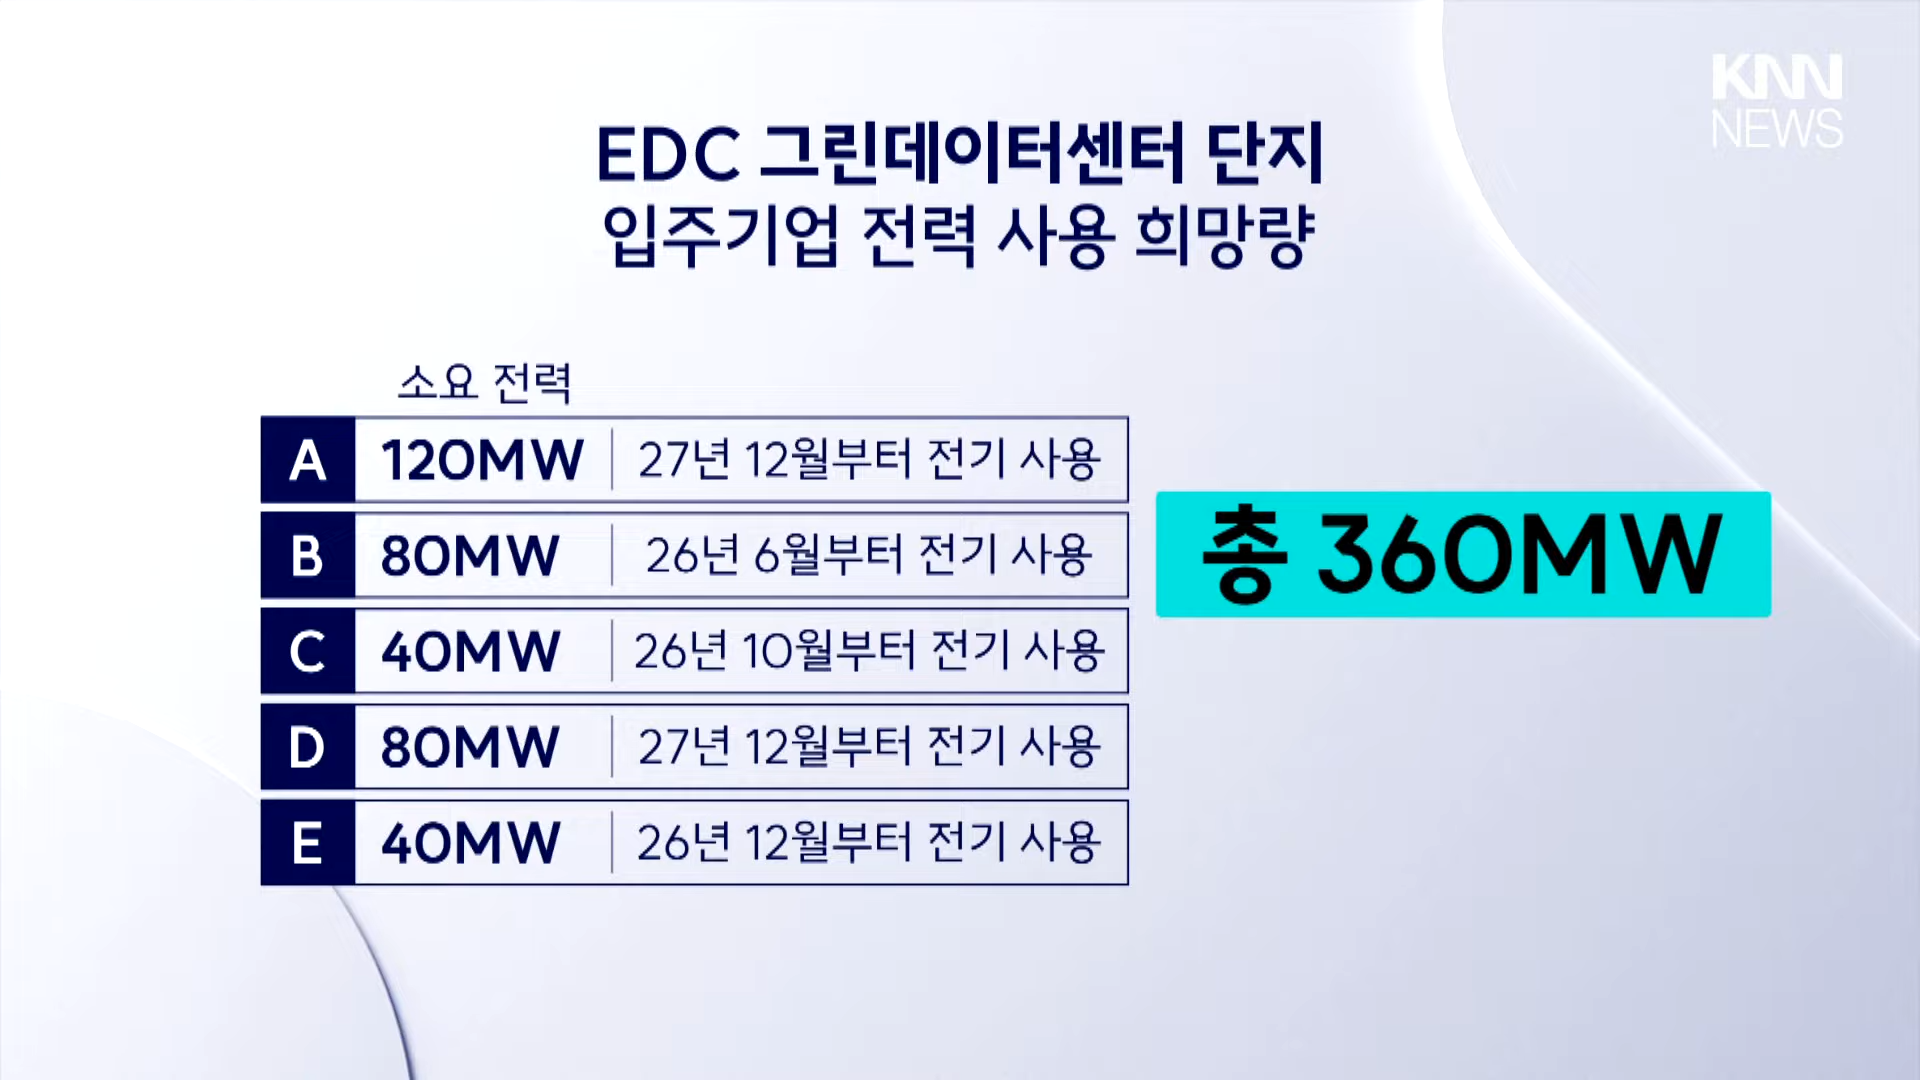 KNN
NEWS
EDC 그린데이터센터 단지
입주기업 전력 사용 희망량
소요 전력
A 120MW 27년 12월부터 전기 사용
B 80MW 26년 6월부터 전기 사용
총 360MW
C 40MW 26년 10월부터 전기 사용
D 80MW 27년 12월부터 전기 사용
E 40MW 26년 12월부터 전기 사용